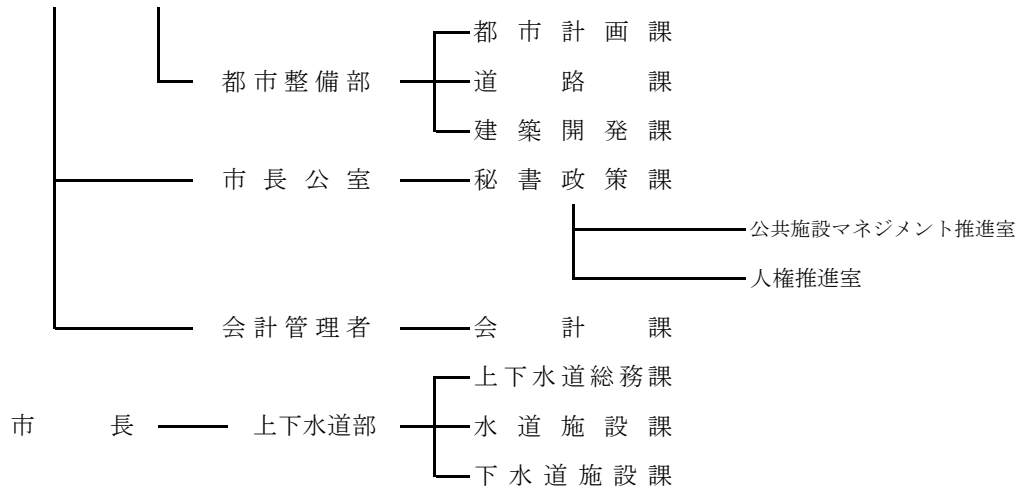 都市計画課
都市整備部 道路課
建築開発課
市長公室 秘書政策課
公共施設マネジメント推進室
人権推進室
会計管理者 会計課
上下水道総務課
市長 上下水道部 水道施設課
下水道施設課